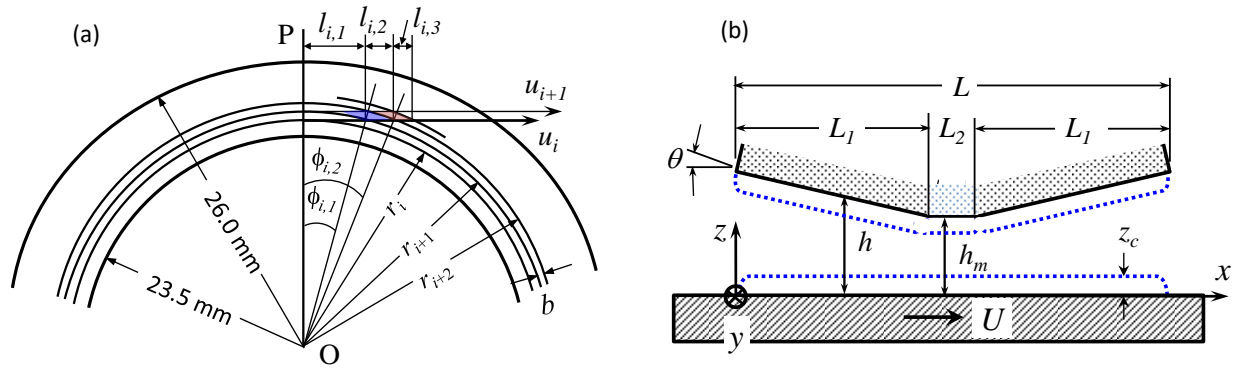 (a)
P
l_{i,1}
l_{i,2}
l_{i,3}
u_{i+1}
u_i
ϕ_{i,2}
ϕ_{i,1}
r_i
r_{i+1}
r_{i+2}
26.0 mm
23.5 mm
b
O
(b)
L
L_1
L_2
L_1
θ
h
h_m
z
z_c
x
y
U